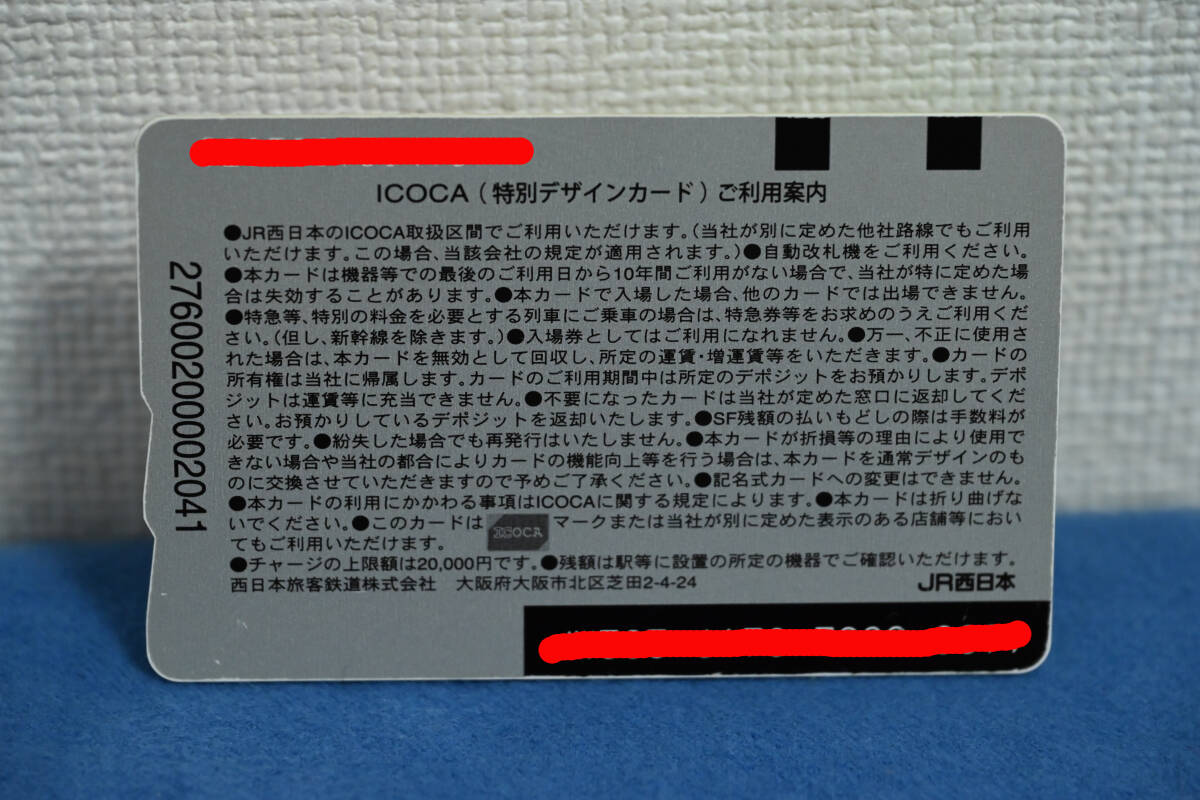 ICOCA（特別デザインカード）ご利用案内
●JR西日本のICOCA取扱区間でご利用いただけます。（当社が別に定めた他社路線でもご利用
いただけます。この場合、当該会社の規定が適用されます。）●自動改札機をご利用ください。
●本カードは機器等での最後のご利用日から10年間ご利用がない場合で、当社が特に定めた場
合は失効することがあります。●本カードで入場した場合、他のカードでは出場できません。
●特急等、特別の料金を必要とする列車にご乗車の場合は、特急券等をお求めのうえご利用くだ
さい。（但し、新幹線を除きます。）●入場券としてはご利用になれません。●万一、不正に使用さ
れた場合は、本カードを無効として回収し、所定の運賃・増運賃等をいただきます。●カードの
所有権は当社に帰属します。カードのご利用期間中は所定のデポジットをお預かりします。デポ
ジットは運賃等に充当できません。●不要になったカードは当社が定めた窓口に返却してくだ
さい。お預かりしているデポジットを返却いたします。●SF残額の払いもどしの際は手数料が
必要です。●紛失した場合でも再発行はいたしません。●本カードが折損等の理由により使用で
きない場合や当社の都合によりカードの機能向上等を行う場合は、本カードを通常デザインのも
のに交換させていただきますので予めご了承ください。●記名式カードへの変更はできません。
●本カードの利用にかかわる事項はICOCAに関する規定によります。●本カードは折り曲げな
いでください。●このカードは ICOCA マークまたは当社が別に定めた表示のある店舗等におい
てもご利用いただけます。
●チャージの上限額は20,000円です。●残額は駅等に設置の所定の機器でご確認いただけます。
西日本旅客鉄道株式会社 大阪府大阪市北区芝田2-4-24
JR西日本
276002000002041